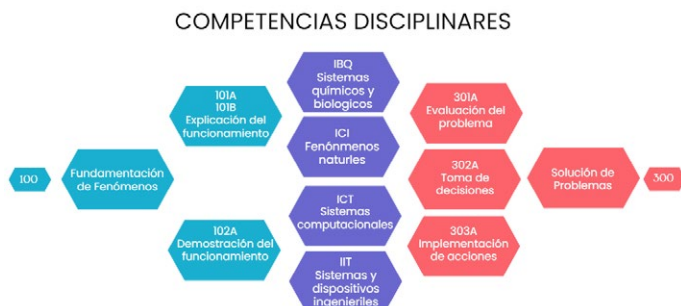 COMPETENCIAS DISCIPLINARES
100
Fundamentación
de Fenómenos
101A
101B
Explicación del
funcionamiento
102A
Demostración del
funcionamiento
IBQ
Sistemas
químicos y
biologicos
ICI
Fenónmenos
naturles
ICT
Sistemas
computacionales
IIT
Sistemas y
dispositivos
ingenieriles
301A
Evaluación del
problema
302A
Toma de
decisiones
303A
Implementación
de acciones
Solución de
Problemas
300